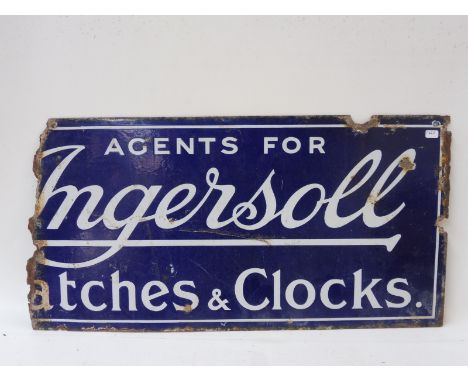 AGENTS FOR
Ingersoll
atches & Clocks.